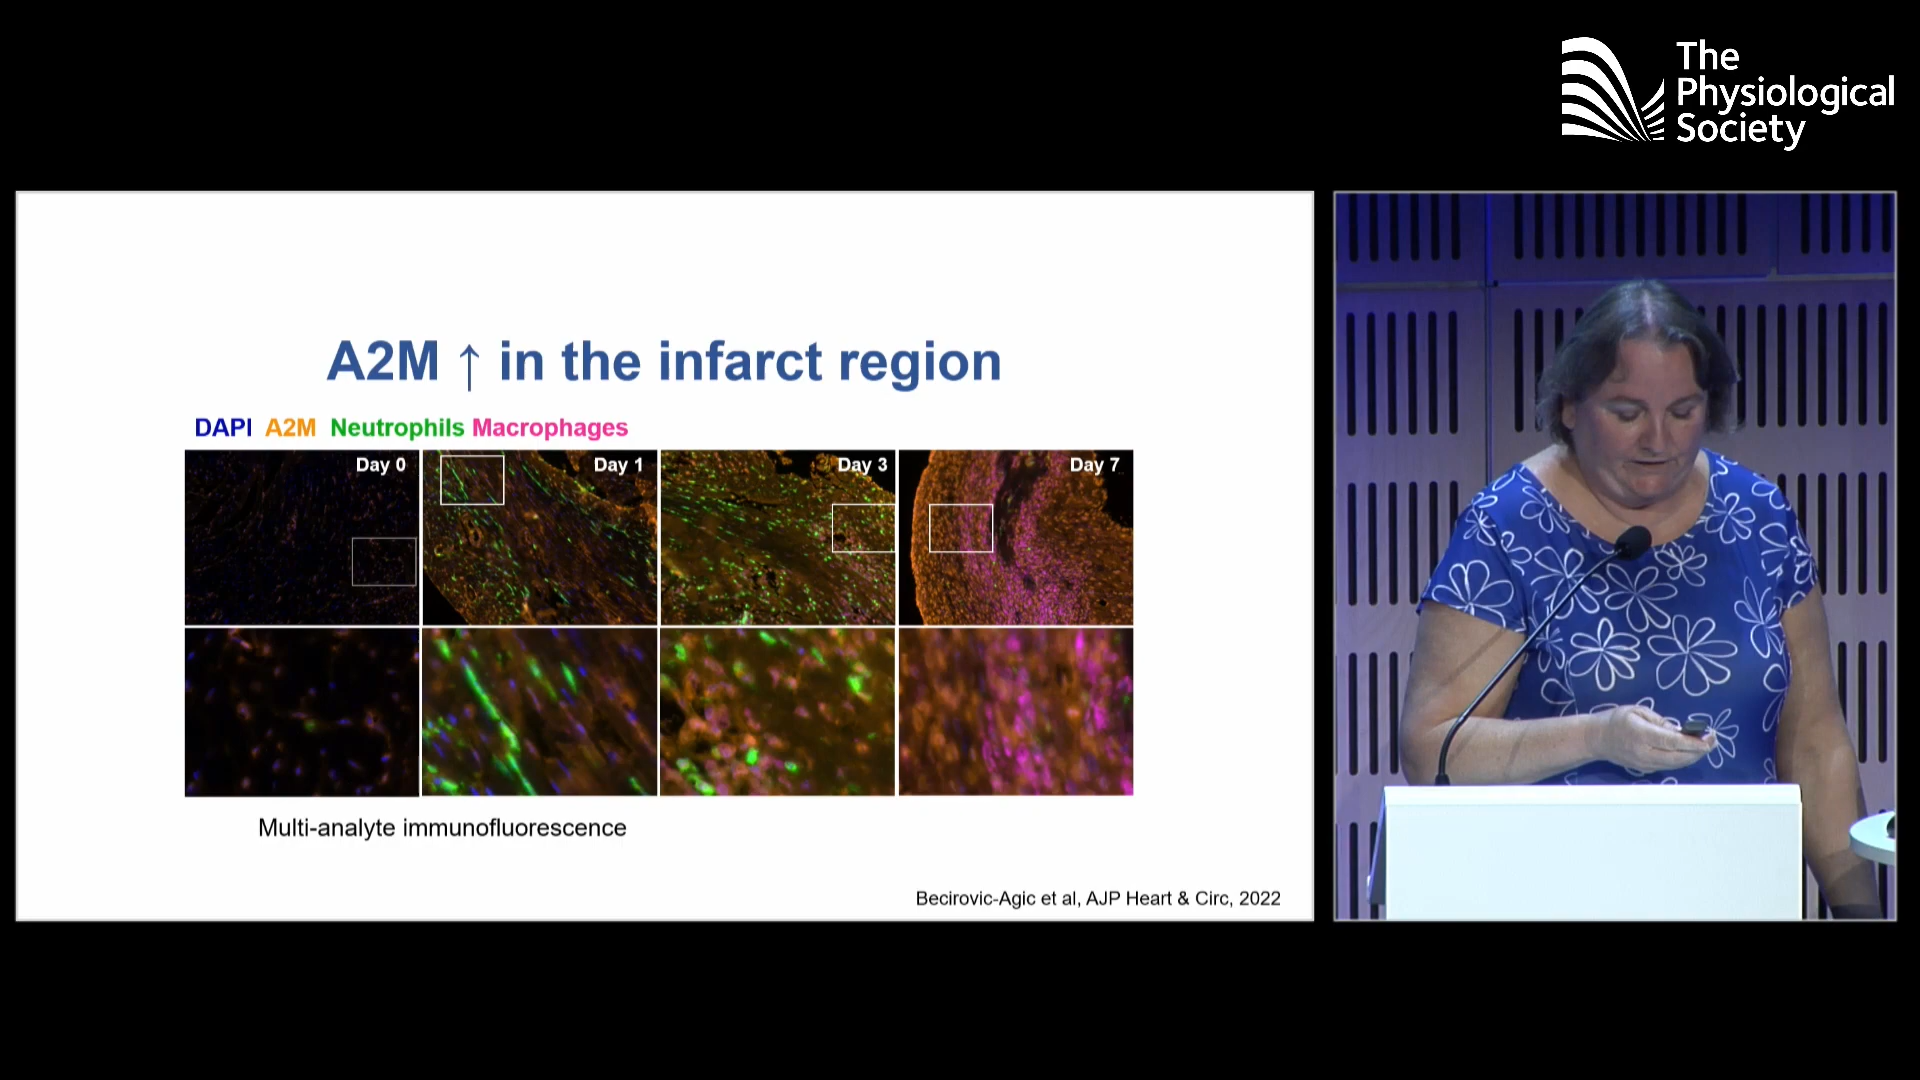 The
Physiological
Society
A2M ↑ in the infarct region
DAPI A2M Neutrophils Macrophages
Day 0 Day 1 Day 3 Day 7
Multi-analyte immunofluorescence
Becirovic-Agic et al, AJP Heart & Circ, 2022